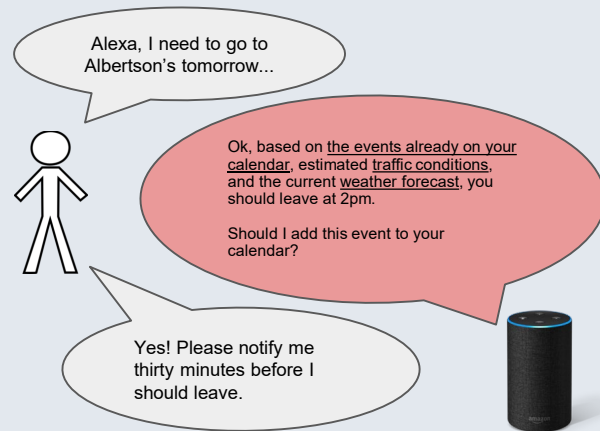 Alexa, I need to go to
Albertson's tomorrow...
Ok, based on the events already on your
calendar, estimated traffic conditions,
and the current weather forecast, you
should leave at 2pm.
Should I add this event to your
calendar?
Yes! Please notify me
thirty minutes before I
should leave.
amazon